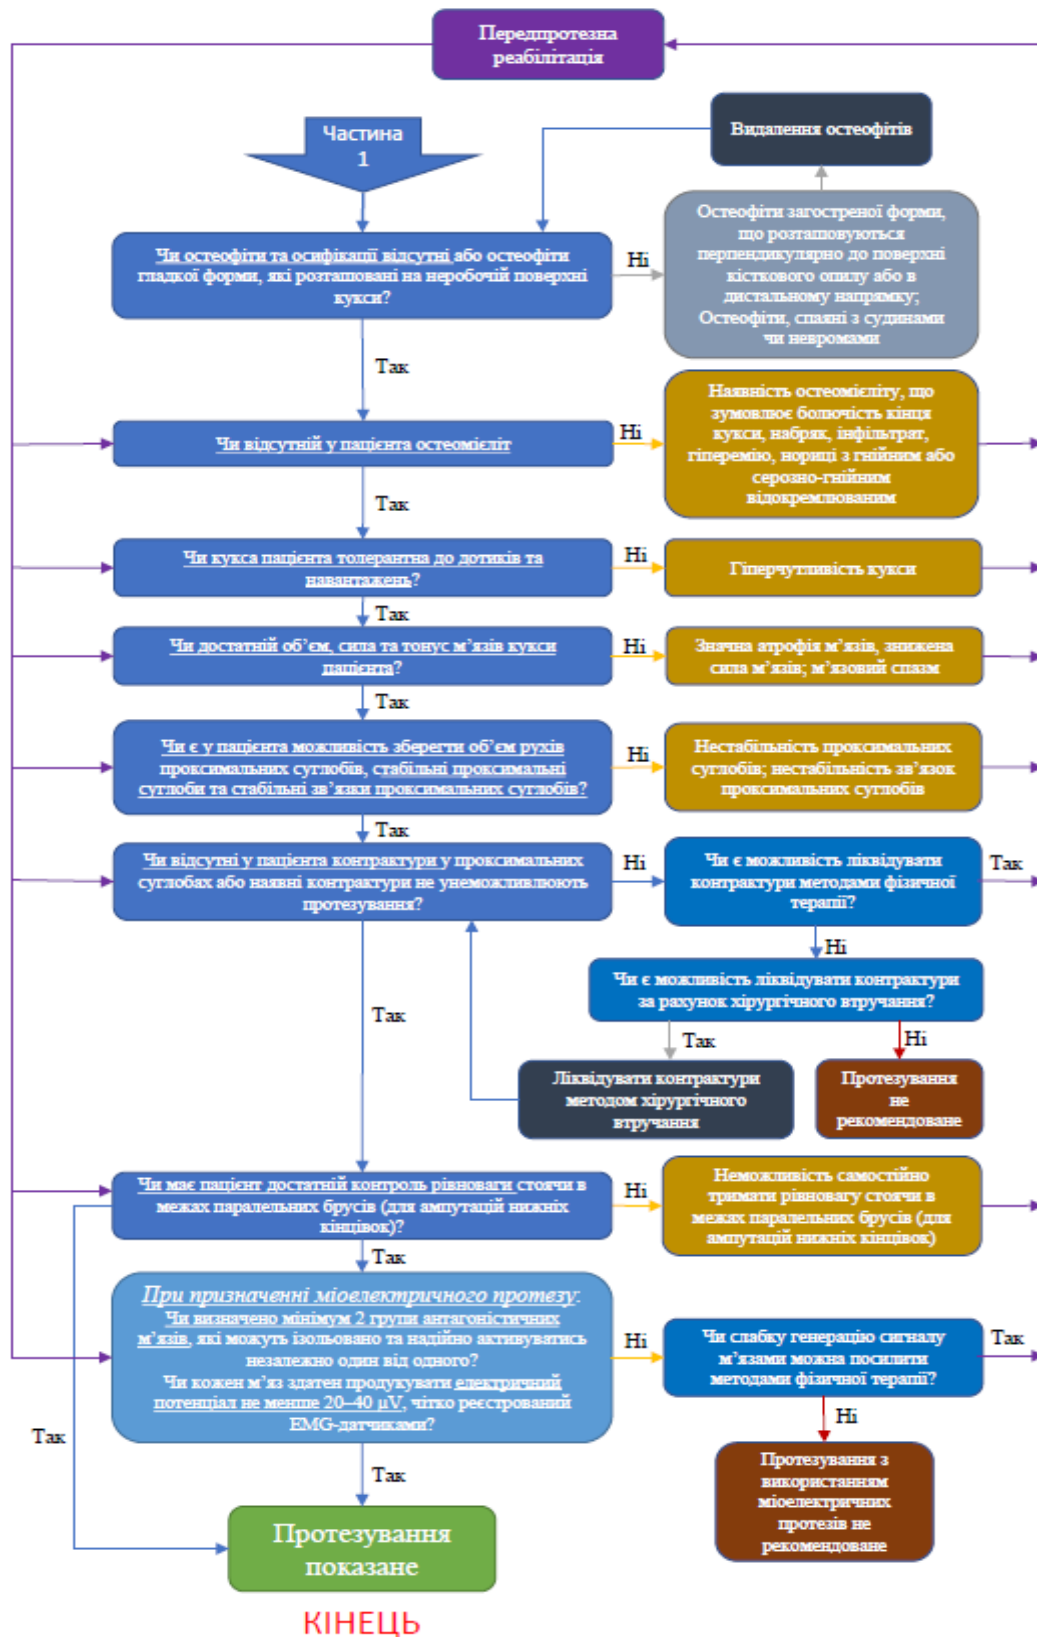 Передпротезна
реабілітація
Частина
1
Видалення остеофітів
Чи остеофіти та осифікації відсутні або остеофіти
гладкої форми, які розташовані на неробочій поверхні
кукси?
Ні
Остеофіти загостреної форми,
що розташовуються
перпендикулярно до поверхні
кісткового опилу або в
дистальному напрямку;
Остеофіти, спаяні з судинами
чи невромами
Так
Чи відсутній у пацієнта остеомієліт
Ні
Наявність остеомієліту, що
зумовлює болючість кінця
кукси, набряк, інфільтрат,
гіперемію, нориці з гнійним або
серозно-гнійним
відокремлюваним
Так
Чи кукса пацієнта толерантна до дотиків та
навантажень?
Ні
Гіперчутливість кукси
Так
Чи достатній об’єм, сила та тонус м’язів кукси
пацієнта?
Ні
Значна атрофія м’язів, знижена
сила м’язів; м’язовий спазм
Так
Чи є у пацієнта можливість зберегти об’єм рухів
проксимальних суглобів, стабільні проксимальні
суглоби та стабільні зв’язки проксимальних суглобів?
Ні
Нестабільність проксимальних
суглобів; нестабільність зв’язок
проксимальних суглобів
Так
Чи відсутні у пацієнта контрактури у проксимальних
суглобах або наявні контрактури не унеможливлюють
протезування?
Ні
Чи є можливість ліквідувати
контрактури методами фізичної
терапії?
Так
Ні
Чи є можливість ліквідувати контрактури
за рахунок хірургічного втручання?
Так
Так
Ні
Ліквідувати контрактури
методом хірургічного
втручання
Протезування
не
рекомендоване
Чи має пацієнт достатній контроль рівноваги стоячи в
межах паралельних брусів (для ампутацій нижніх
кінцівок)?
Ні
Неможливість самостійно
тримати рівновагу стоячи в
межах паралельних брусів (для
ампутацій нижніх кінцівок)
Так
При призначенні міоелектричного протезу:
Чи визначено мінімум 2 групи антагоністичних
м’язів, які можуть ізольовано та надійно активуватись
незалежно один від одного?
Чи кожен м’яз здатен продукувати електричний
потенціал не менше 20–40 μV, чітко реєстрований
EMG-датчиками?
Ні
Чи слабку генерацію сигналу
м’язами можна посилити
методами фізичної терапії?
Так
Ні
Протезування з
використанням
міоелектричних
протезів не
рекомендоване
Так
Так
Протезування
показане
КІНЕЦЬ